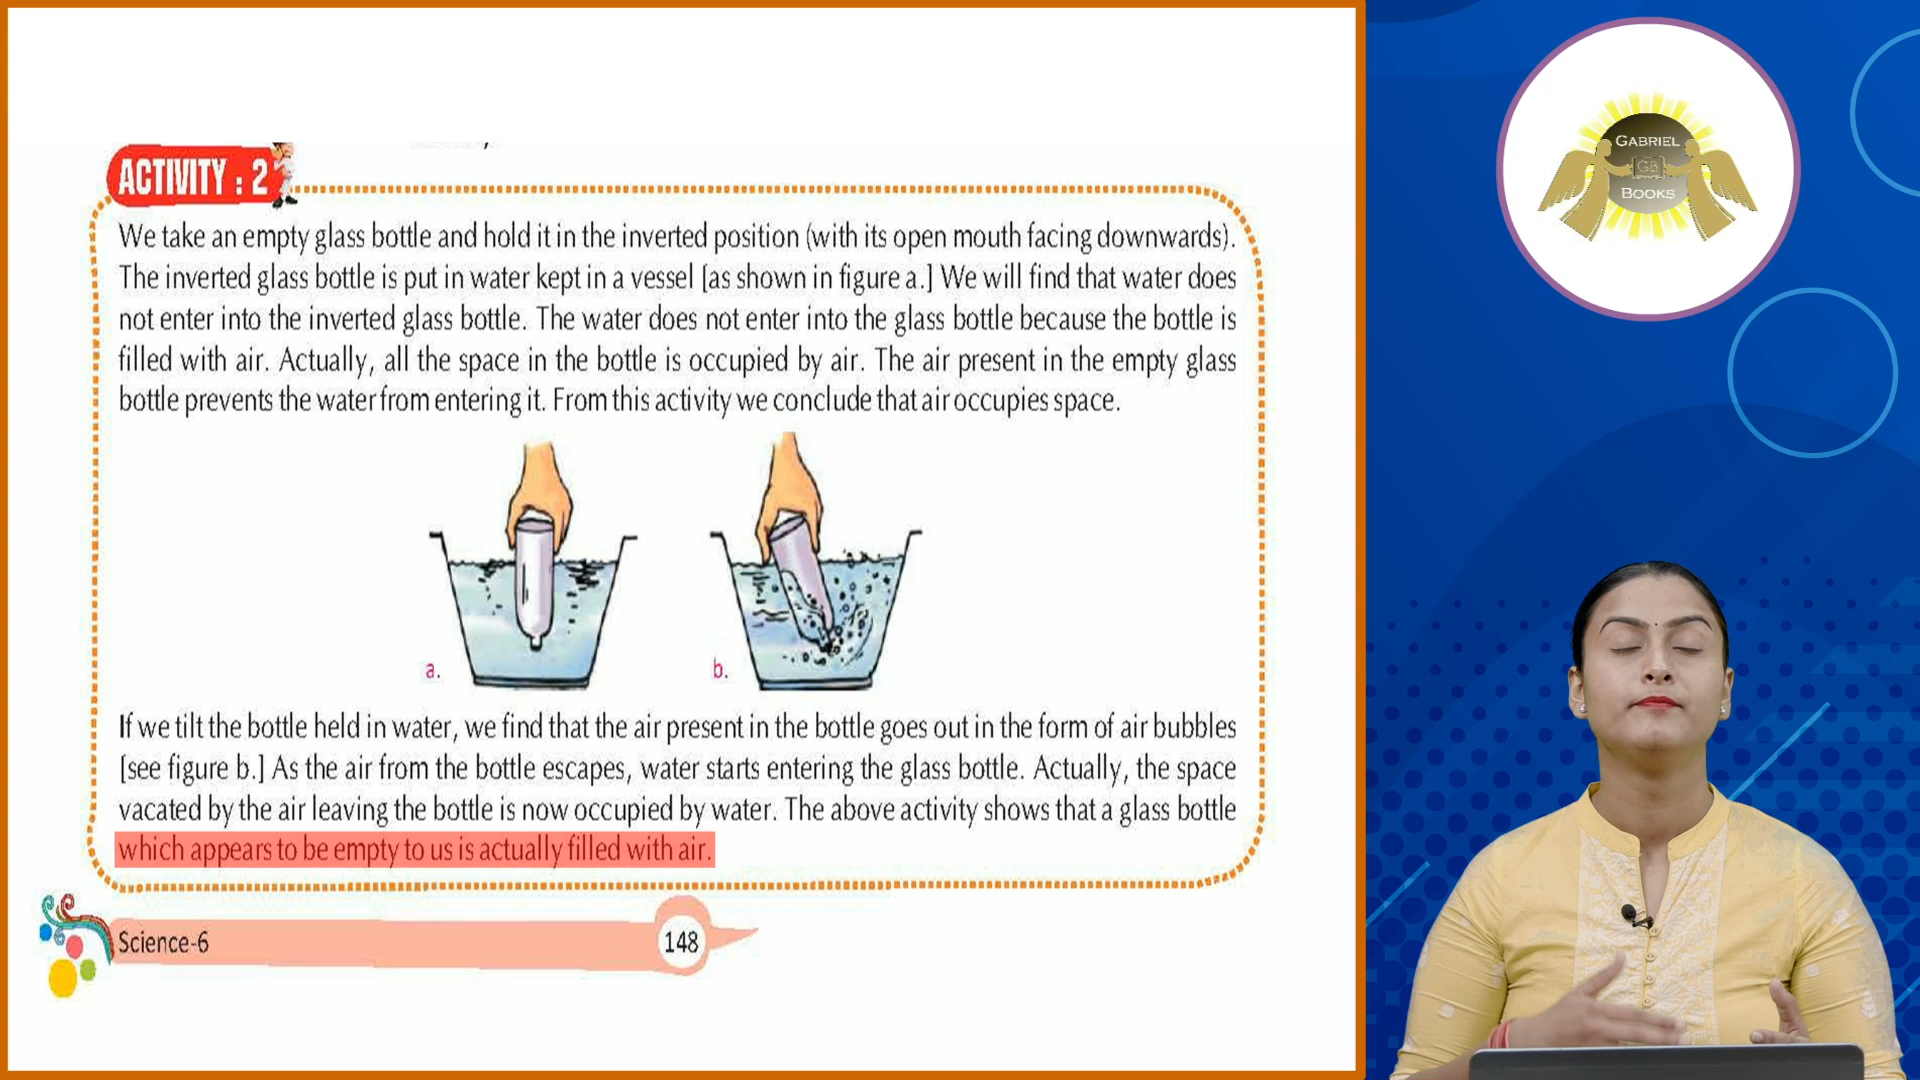 ACTIVITY : 2
We take an empty glass bottle and hold it in the inverted position (with its open mouth facing downwards).
The inverted glass bottle is put in water kept in a vessel [as shown in figure a.] We will find that water does
not enter into the inverted glass bottle. The water does not enter into the glass bottle because the bottle is
filled with air. Actually, all the space in the bottle is occupied by air. The air present in the empty glass
bottle prevents the water from entering it. From this activity we conclude that air occupies space.
a.
b.
If we tilt the bottle held in water, we find that the air present in the bottle goes out in the form of air bubbles
[see figure b.] As the air from the bottle escapes, water starts entering the glass bottle. Actually, the space
vacated by the air leaving the bottle is now occupied by water. The above activity shows that a glass bottle
which appears to be empty to us is actually filled with air.
Science-6
148
GABRIEL
GB
BOOKS